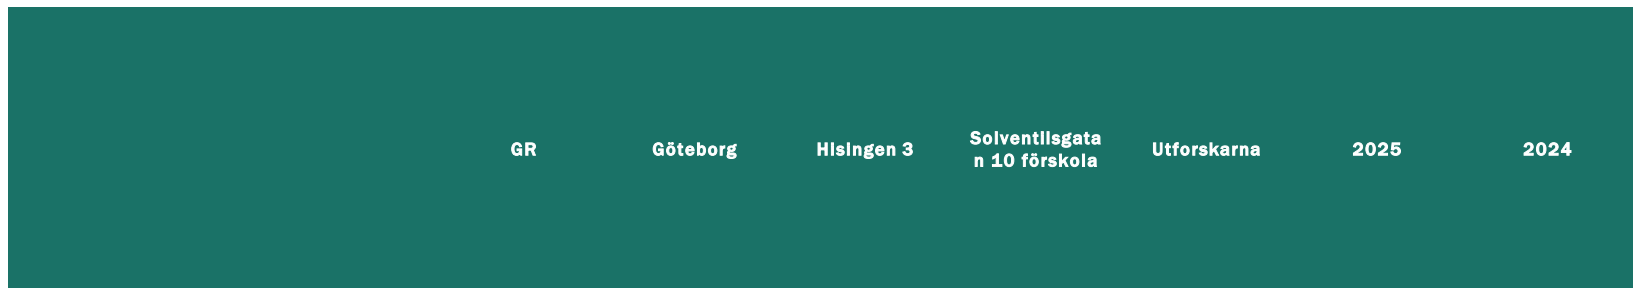 GR Göteborg Hisingen 3 Solventilsgata
n 10 förskola Utforskarna 2025 2024